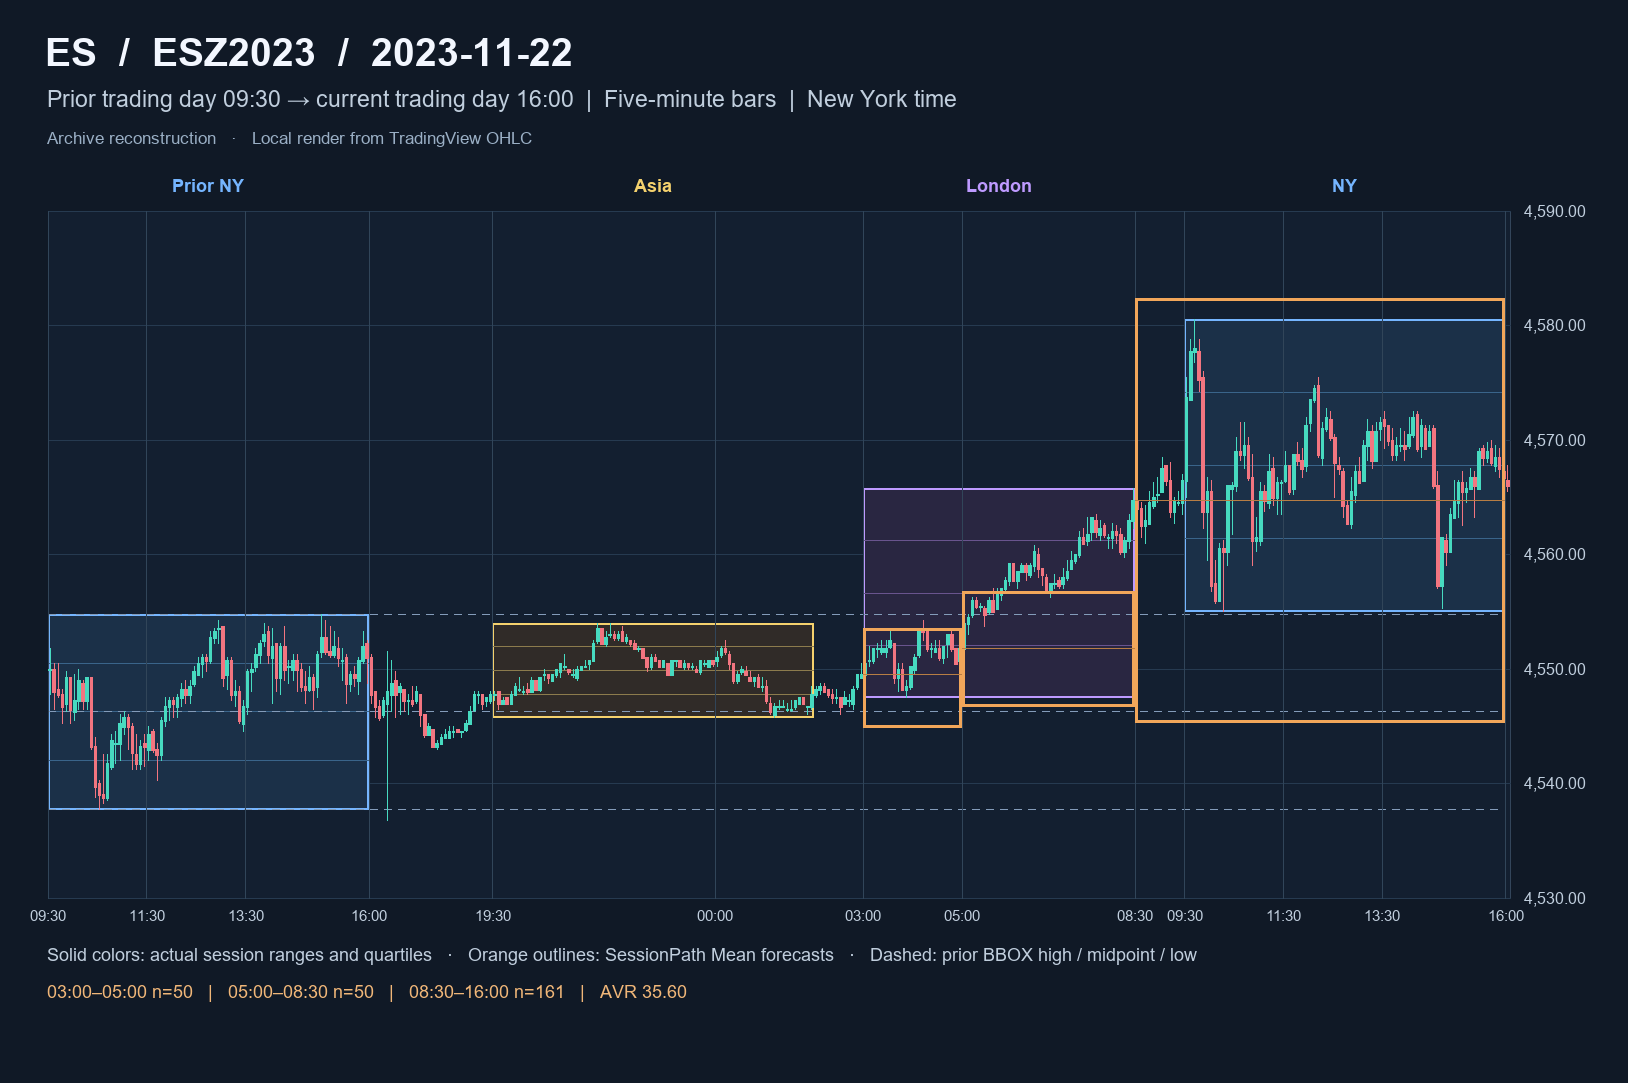 ES / ESZ2023 / 2023-11-22
Prior trading day 09:30 → current trading day 16:00 | Five-minute bars | New York time
Archive reconstruction · Local render from TradingView OHLC
Prior NY Asia London NY
4,590.00
4,580.00
4,570.00
4,560.00
4,550.00
4,540.00
4,530.00
09:30 11:30 13:30 16:00 19:30 00:00 03:00 05:00 08:30 09:30 11:30 13:30 16:00
Solid colors: actual session ranges and quartiles · Orange outlines: SessionPath Mean forecasts · Dashed: prior BBOX high / midpoint / low
03:00–05:00 n=50 | 05:00–08:30 n=50 | 08:30–16:00 n=161 | AVR 35.60